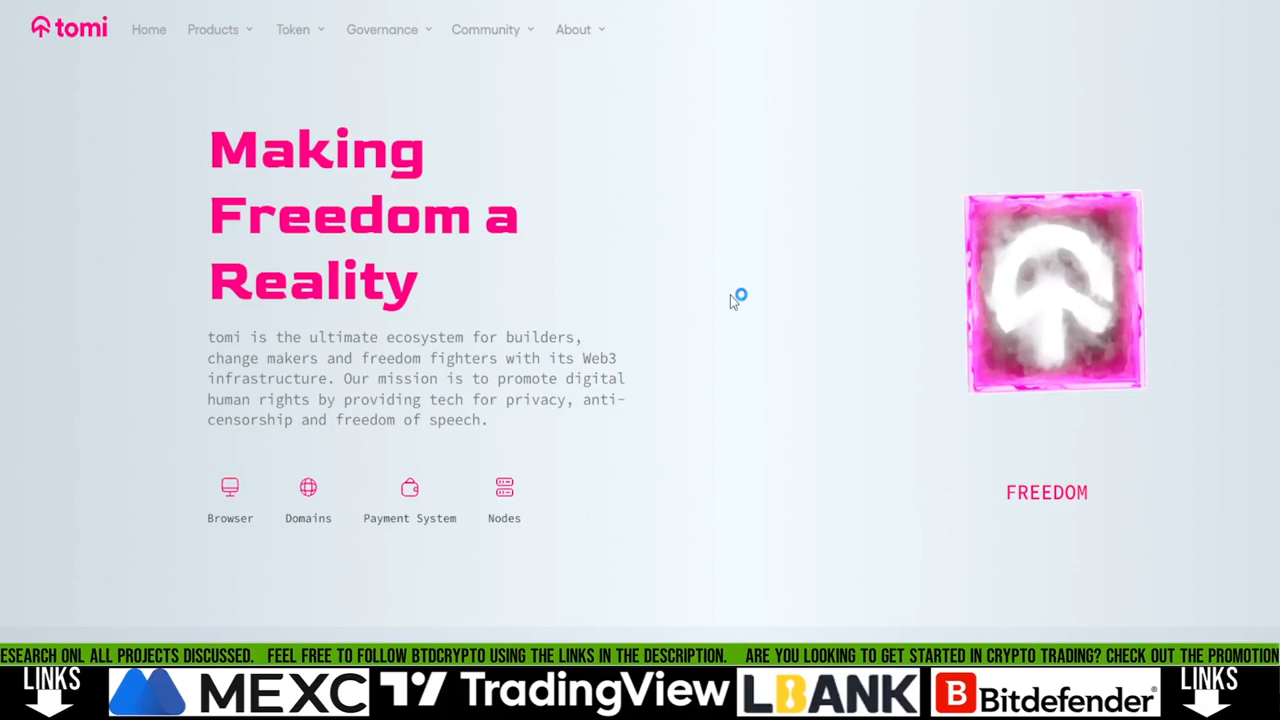 tomi
Home Products Token Governance Community About
Making
Freedom a
Reality
tomi is the ultimate ecosystem for builders,
change makers and freedom fighters with its Web3
infrastructure. Our mission is to promote digital
human rights by providing tech for privacy, anti-
censorship and freedom of speech.
Browser Domains Payment System Nodes
FREEDOM
ESEARCH ONL ALL PROJECTS DISCUSSED. FEEL FREE TO FOLLOW BTDCRYPTO USING THE LINKS IN THE DESCRIPTION. ARE YOU LOOKING TO GET STARTED IN CRYPTO TRADING? CHECK OUT THE PROMOTION
LINKS MEXC TradingView LBANK B Bitdefender® LINKS